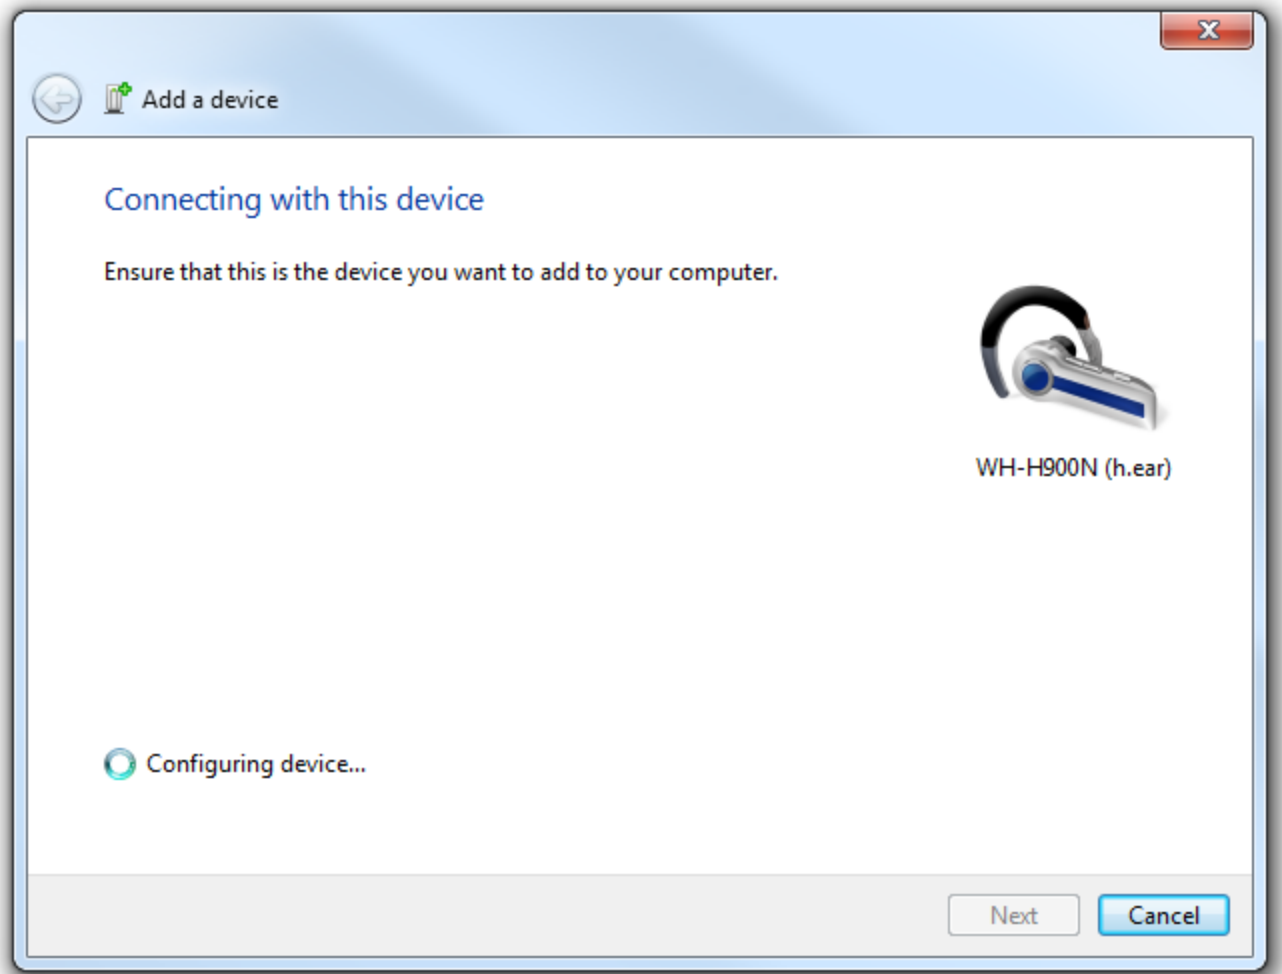 Add a device
Connecting with this device
Ensure that this is the device you want to add to your computer.
WH-H900N (h.ear)
Configuring device...
Next
Cancel